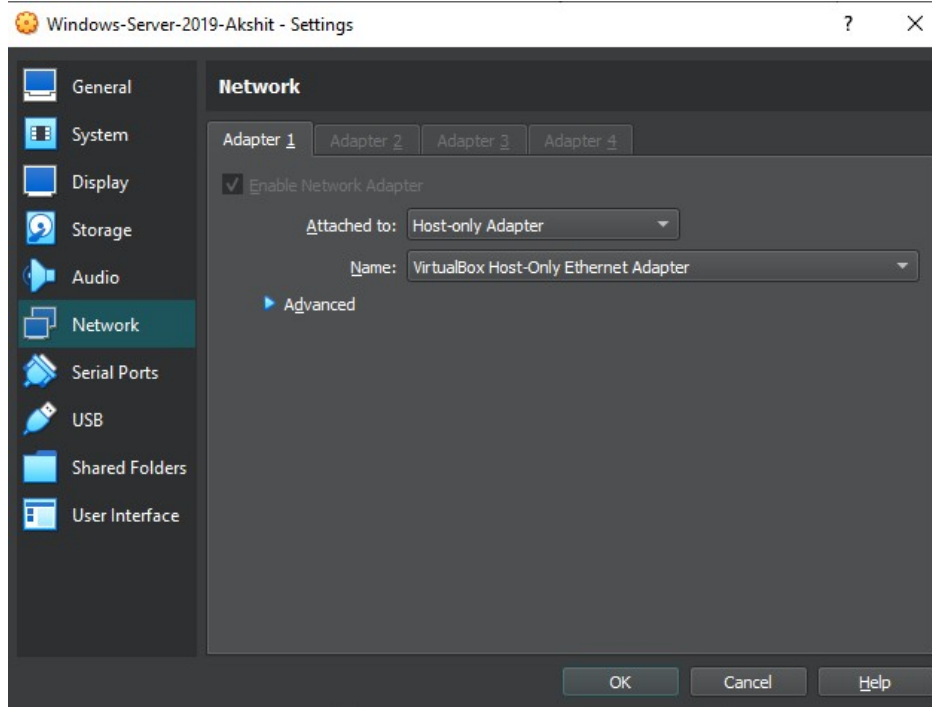 Windows-Server-2019-Akshit - Settings ? ×
General
System
Display
Storage
Audio
Network
Serial Ports
USB
Shared Folders
User Interface
Network
Adapter 1 Adapter 2 Adapter 3 Adapter 4
Enable Network Adapter
Attached to: Host-only Adapter
Name: VirtualBox Host-Only Ethernet Adapter
Advanced
OK Cancel Help